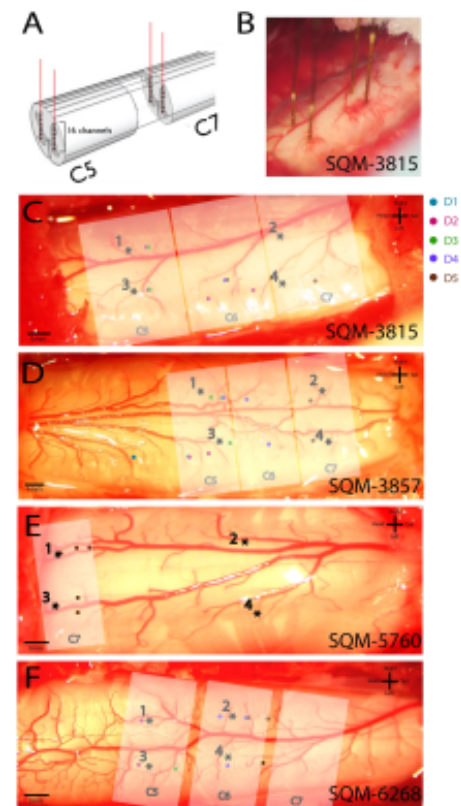 A
B
16 channels
C5
C7
SQM-3815
C
D1
D2
D3
D4
D5
1
2
3
4
C5
C6
C7
SQM-3815
D
1
2
3
4
C5
C6
C7
SQM-3857
E
1
2
3
4
C7
SQM-5760
F
1
2
3
4
C5
C6
C7
SQM-6268